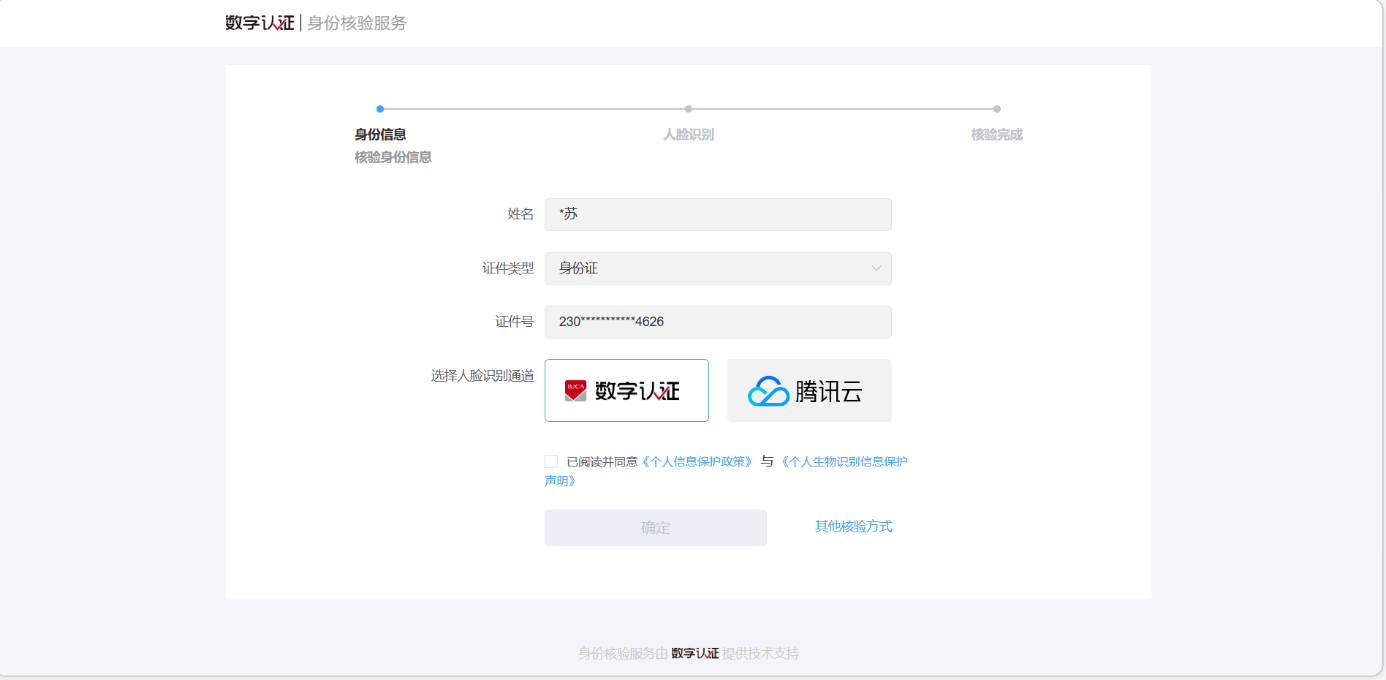 数字认证 | 身份核验服务
身份信息
人脸识别
核验完成
核验身份信息
姓名 *苏
证件类型 身份证
证件号 230***********4626
选择人脸识别通道 BJCA 数字认证 腾讯云
已阅读并同意《个人信息保护政策》 与 《个人生物识别信息保护
声明》
确定 其他核验方式
身份核验服务由 数字认证 提供技术支持